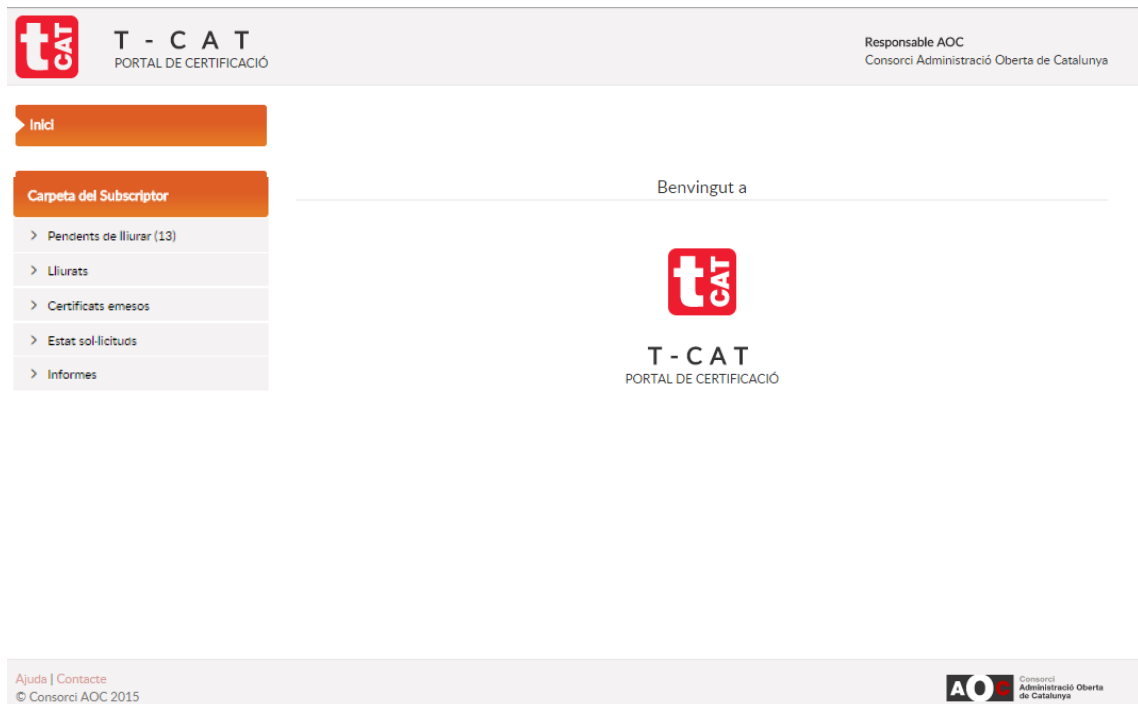 t CAT
T - C A T
PORTAL DE CERTIFICACIÓ
Responsable AOC
Consorci Administració Oberta de Catalunya
Inici
Carpeta del Subscriptor
> Pendents de lliurar (13)
> Lliurats
> Certificats emesos
> Estat sol·licituds
> Informes
Benvingut a
t CAT
T - C A T
PORTAL DE CERTIFICACIÓ
Ajuda | Contacte
© Consorci AOC 2015
AOC
Consorci
Administració Oberta
de Catalunya